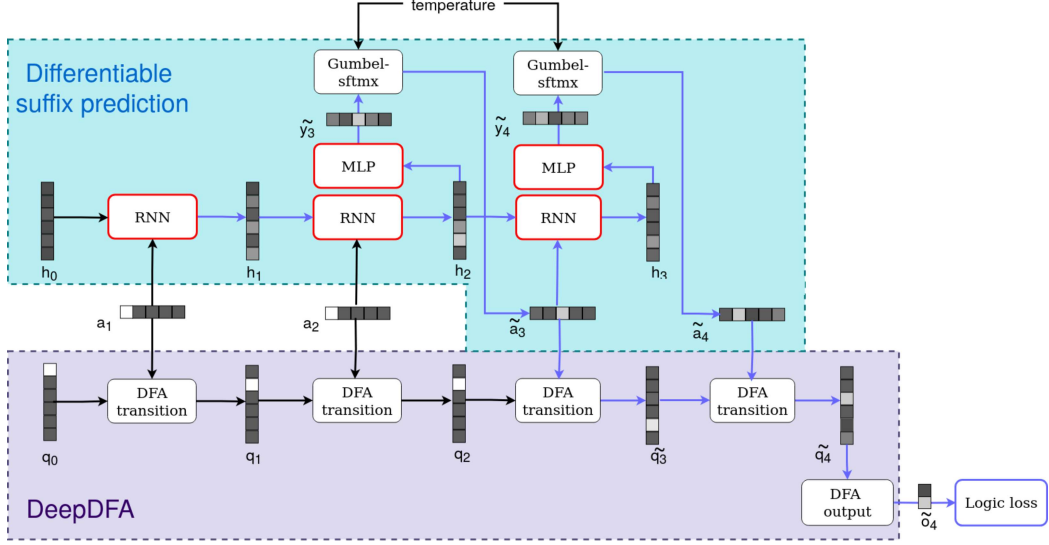 temperature
Differentiable
suffix prediction
Gumbel-
sftmx
Gumbel-
sftmx
ỹ3
ỹ4
MLP
MLP
RNN
RNN
RNN
h0
h1
h2
h3
a1
a2
ã3
ã4
DFA
transition
DFA
transition
DFA
transition
DFA
transition
q0
q1
q2
q̃3
q̃4
DeepDFA
DFA
output
õ4
Logic loss